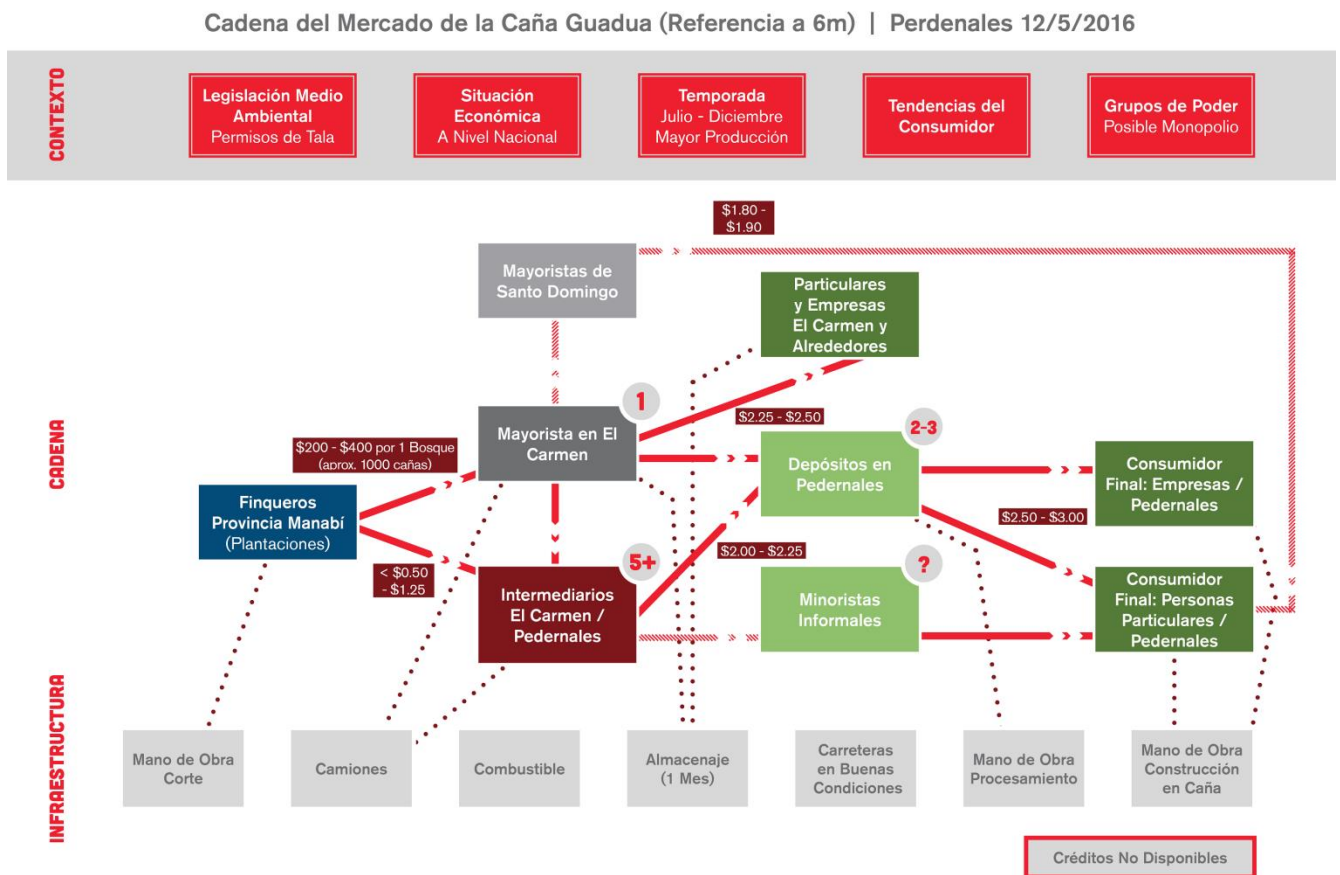 Cadena del Mercado de la Caña Guadua (Referencia a 6m) | Perdenales 12/5/2016
CONTEXTO
Legislación Medio
Ambiental
Permisos de Tala
Situación
Económica
A Nivel Nacional
Temporada
Julio - Diciembre
Mayor Producción
Tendencias del
Consumidor
Grupos de Poder
Posible Monopolio
CADENA
$1.80 -
$1.90
Mayoristas de
Santo Domingo
Particulares
y Empresas
El Carmen y
Alrededores
1
Mayorista en El
Carmen
$2.25 - $2.50
2-3
Depósitos en
Pedernales
$200 - $400 por 1 Bosque
(aprox. 1000 cañas)
Finqueros
Provincia Manabí
(Plantaciones)
Consumidor
Final: Empresas /
Pedernales
$2.50 - $3.00
< $0.50
- $1.25
5+
Intermediarios
El Carmen /
Pedernales
$2.00 - $2.25
?
Minoristas
Informales
Consumidor
Final: Personas
Particulares /
Pedernales
INFRAESTRUCTURA
Mano de Obra
Corte
Camiones
Combustible
Almacenaje
(1 Mes)
Carreteras
en Buenas
Condiciones
Mano de Obra
Procesamiento
Mano de Obra
Construcción
en Caña
Créditos No Disponibles